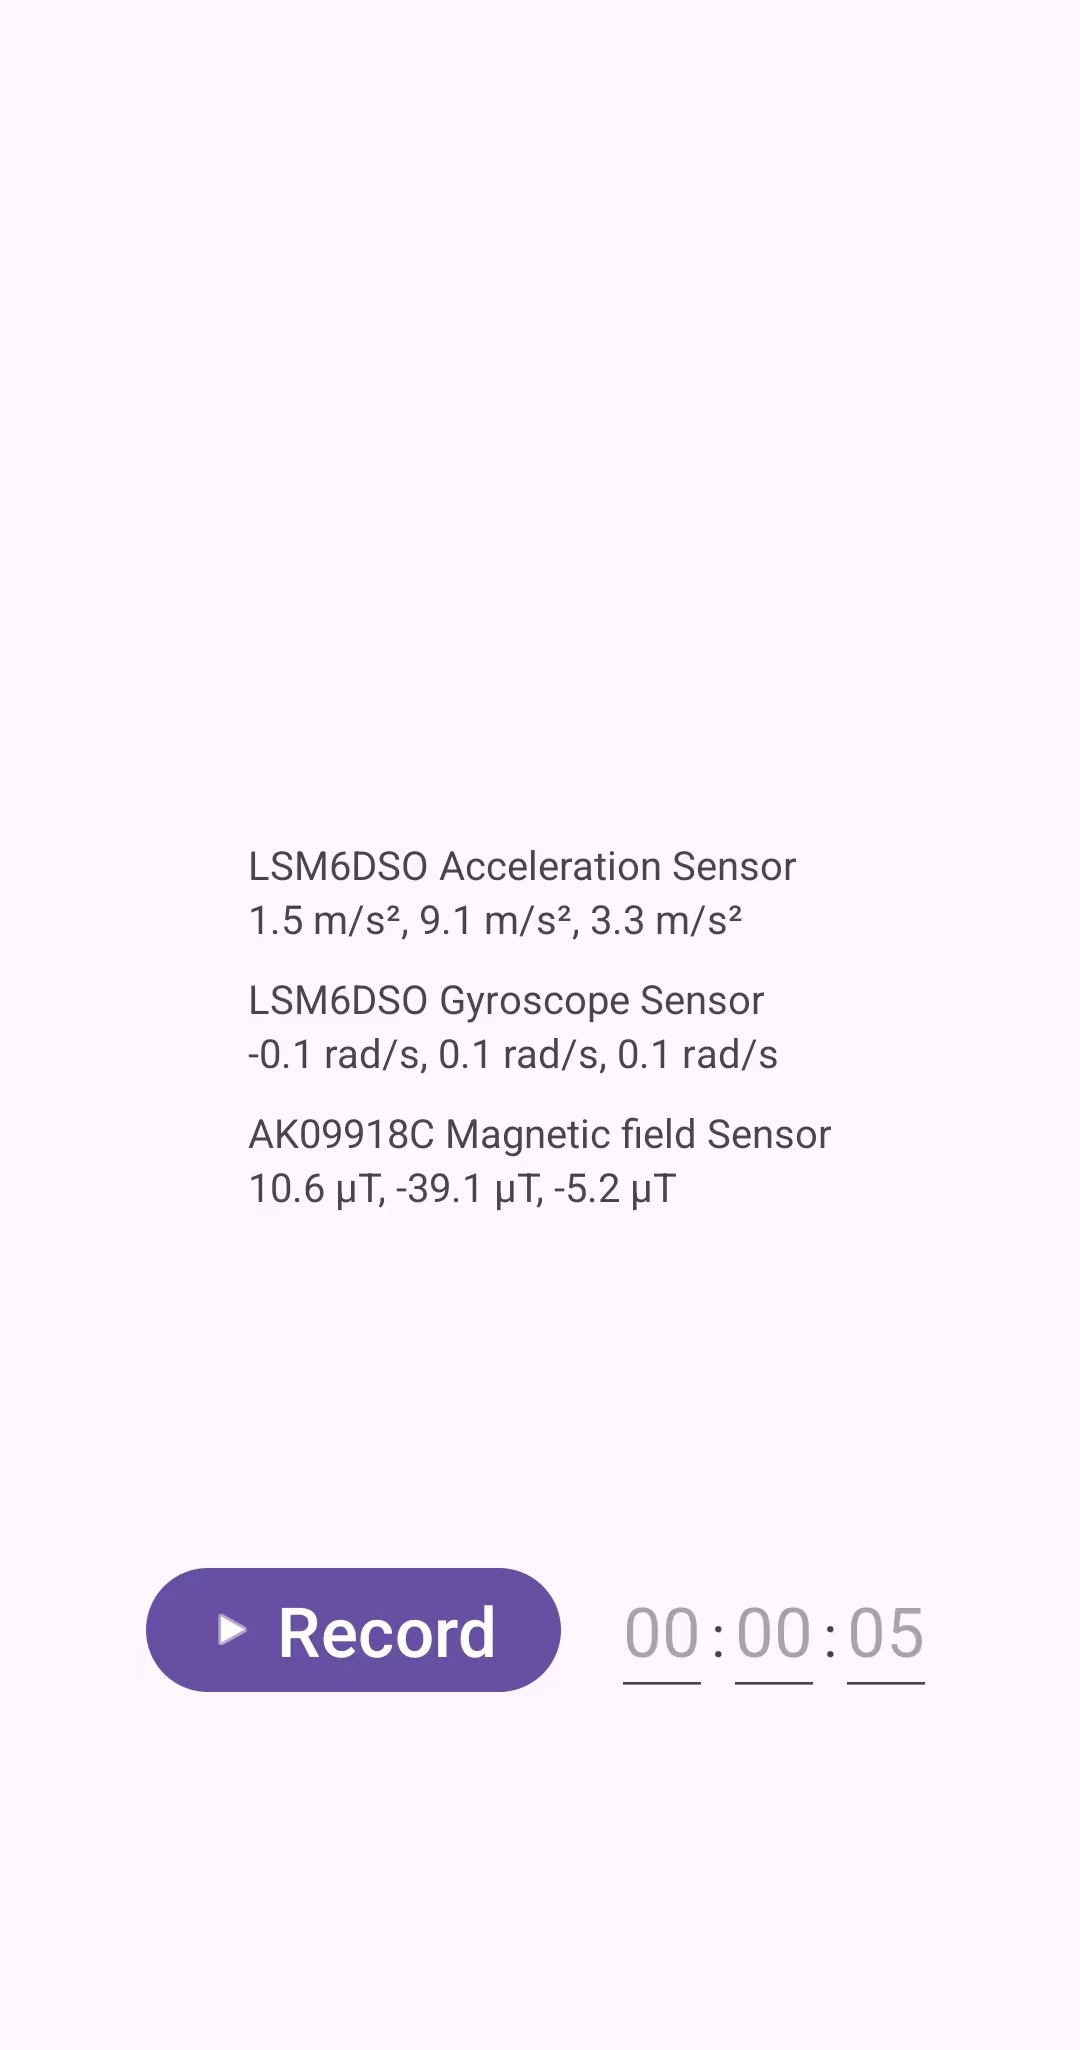 LSM6DSO Acceleration Sensor
1.5 m/s², 9.1 m/s², 3.3 m/s²
LSM6DSO Gyroscope Sensor
-0.1 rad/s, 0.1 rad/s, 0.1 rad/s
AK09918C Magnetic field Sensor
10.6 μT, -39.1 μT, -5.2 μT
Record 00:00:05